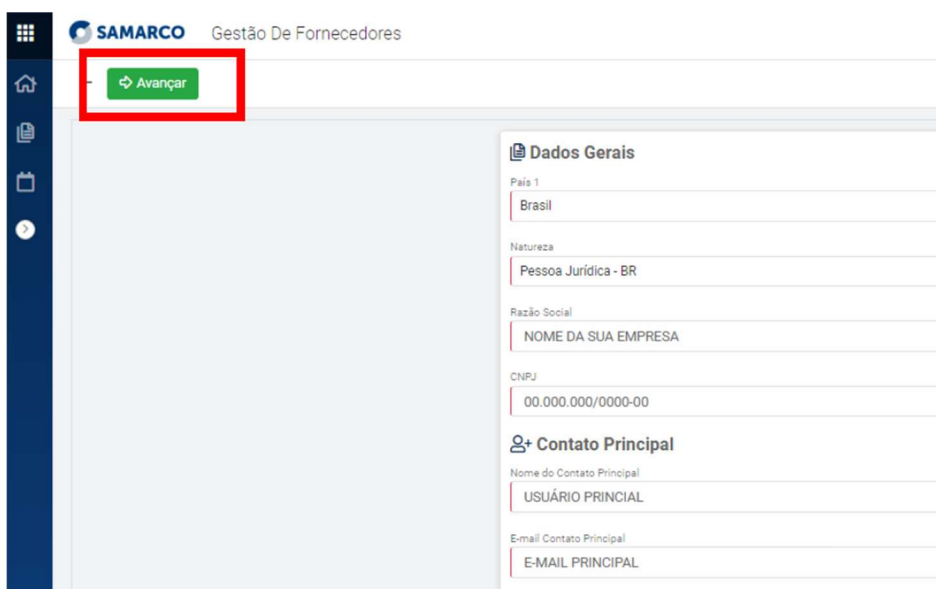 SAMARCO Gestão De Fornecedores
Avançar
Dados Gerais
País 1
Brasil
Natureza
Pessoa Jurídica - BR
Razão Social
NOME DA SUA EMPRESA
CNPJ
00.000.000/0000-00
Contato Principal
Nome do Contato Principal
USUÁRIO PRINCIAL
E-mail Contato Principal
E-MAIL PRINCIPAL